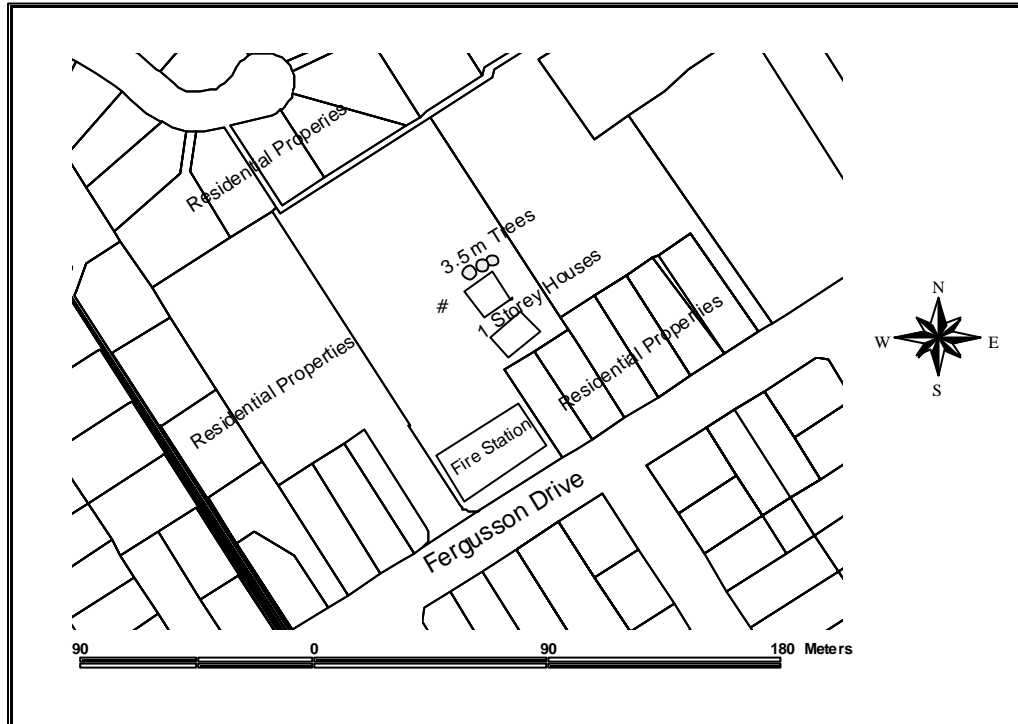 Residential Properies
3.5m Trees
#
1 Storey Houses
Residential Properties
Residential Properties
Fire Station
Fergusson Drive
N
W E
S
90 0 90 180 Meters